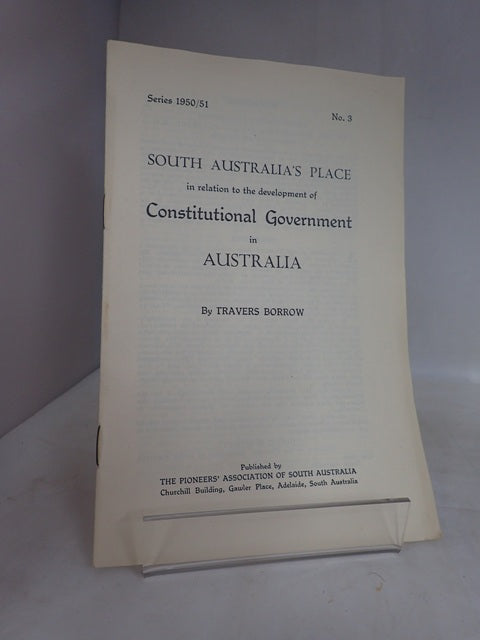 Series 1950/51
No. 3
SOUTH AUSTRALIA'S PLACE
in relation to the development of
Constitutional Government
in
AUSTRALIA
By TRAVERS BORROW
Published by
THE PIONEERS' ASSOCIATION OF SOUTH AUSTRALIA
Churchill Building, Gawler Place, Adelaide, South Australia